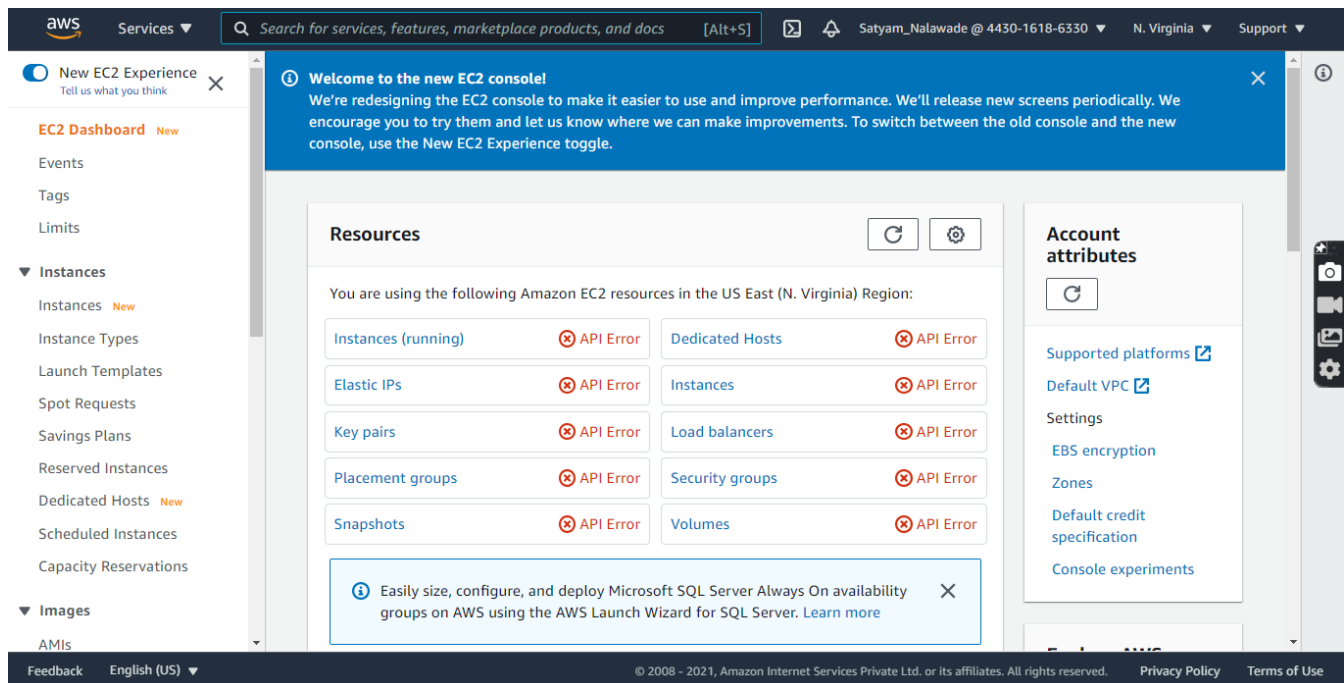 aws
Services
Search for services, features, marketplace products, and docs
[Alt+S]
Satyam_Nalawade @ 4430-1618-6330
N. Virginia
Support
New EC2 Experience
Tell us what you think
EC2 Dashboard New
Events
Tags
Limits
Instances
Instances New
Instance Types
Launch Templates
Spot Requests
Savings Plans
Reserved Instances
Dedicated Hosts New
Scheduled Instances
Capacity Reservations
Images
AMIs
Welcome to the new EC2 console!
We're redesigning the EC2 console to make it easier to use and improve performance. We'll release new screens periodically. We
encourage you to try them and let us know where we can make improvements. To switch between the old console and the new
console, use the New EC2 Experience toggle.
Resources
You are using the following Amazon EC2 resources in the US East (N. Virginia) Region:
Instances (running) API Error
Dedicated Hosts API Error
Elastic IPs API Error
Instances API Error
Key pairs API Error
Load balancers API Error
Placement groups API Error
Security groups API Error
Snapshots API Error
Volumes API Error
Easily size, configure, and deploy Microsoft SQL Server Always On availability
groups on AWS using the AWS Launch Wizard for SQL Server. Learn more
Account
attributes
Supported platforms
Default VPC
Settings
EBS encryption
Zones
Default credit
specification
Console experiments
Feedback
English (US)
© 2008 - 2021, Amazon Internet Services Private Ltd. or its affiliates. All rights reserved.
Privacy Policy
Terms of Use